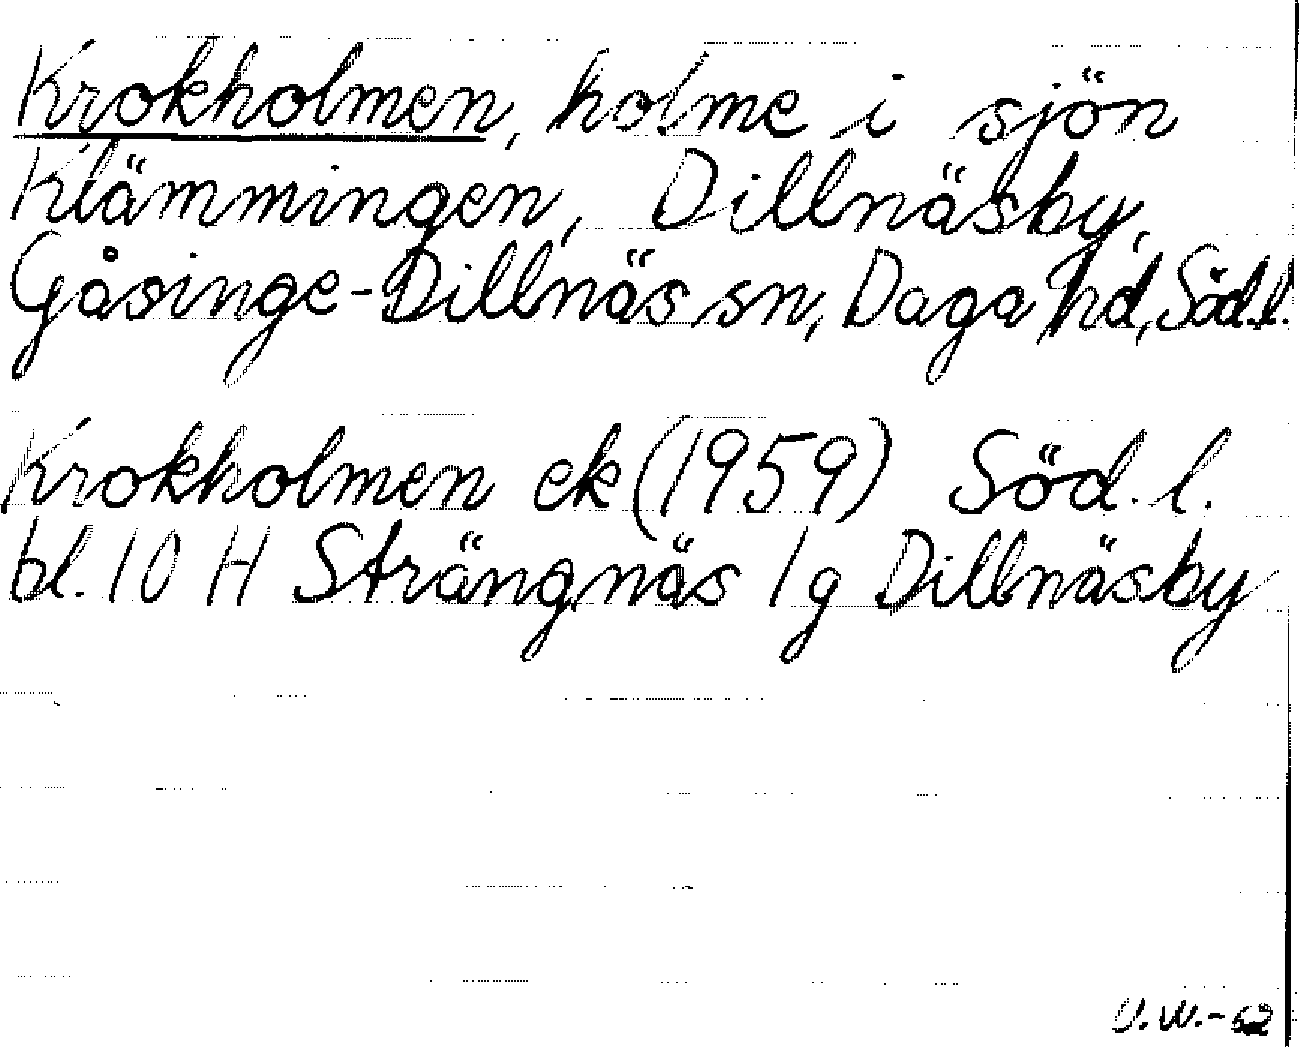 Krokholmen, holme i sjön
Klämmingen, Dillnäsby,
Gåsinge-Dillnäs sn, Daga hd, Söd.l.
Krokholmen ek (1959) Söd. l.
bl. 10 H Strängnäs 1g Dillnäsby
U.W.-62